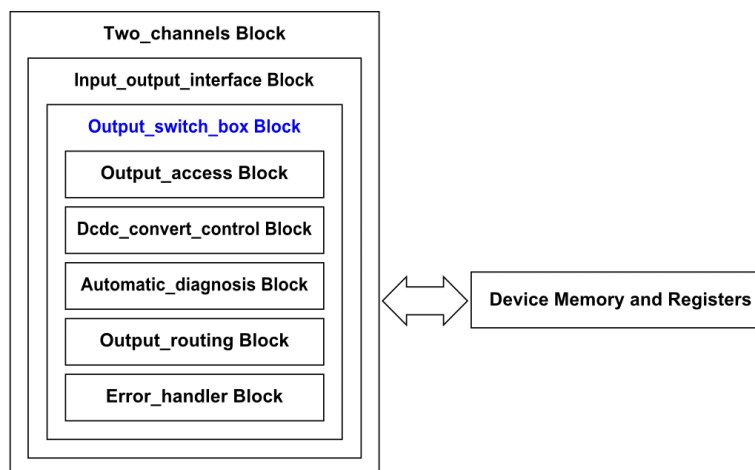 Two_channels Block
Input_output_interface Block
Output_switch_box Block
Output_access Block
Dcdc_convert_control Block
Automatic_diagnosis Block
Output_routing Block
Error_handler Block
Device Memory and Registers